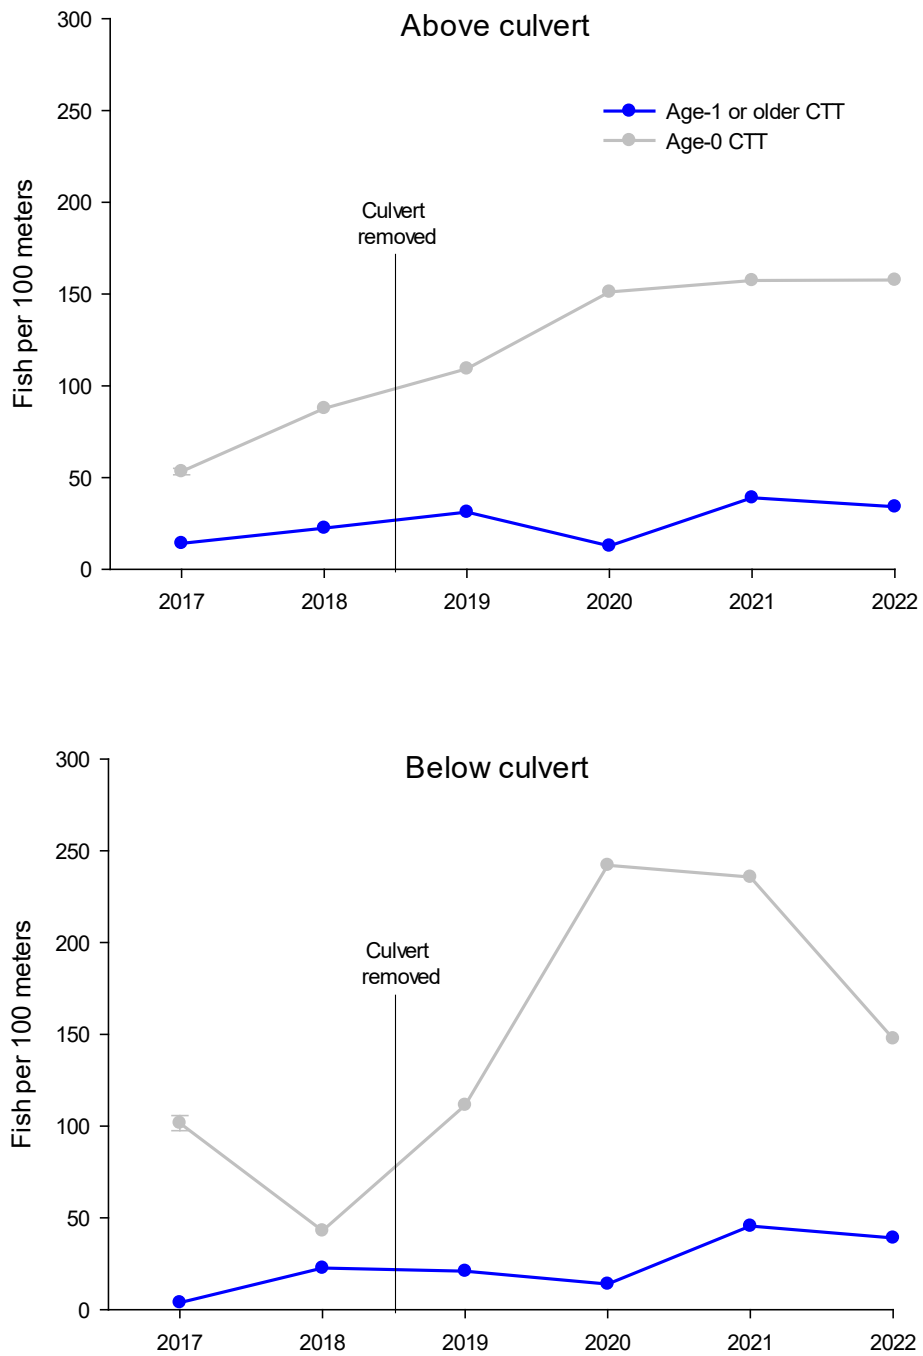 Above culvert
300
250
200
150
100
50
0
Fish per 100 meters
Age-1 or older CTT
Age-0 CTT
Culvert
removed
2017 2018 2019 2020 2021 2022
Below culvert
300
250
200
150
100
50
0
Fish per 100 meters
Culvert
removed
2017 2018 2019 2020 2021 2022